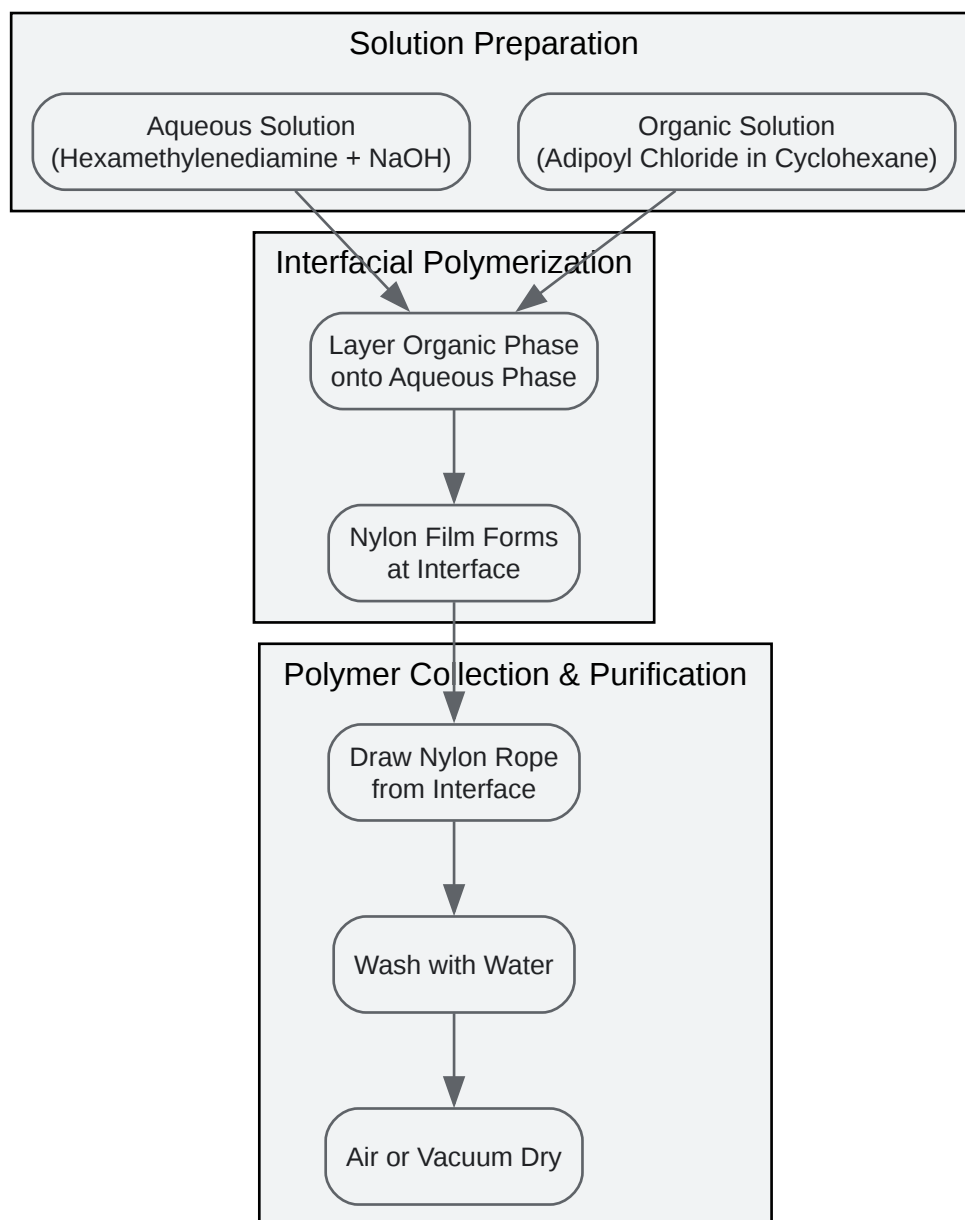 Solution Preparation
Aqueous Solution
(Hexamethylenediamine + NaOH)
Organic Solution
(Adipoyl Chloride in Cyclohexane)
Interfacial Polymerization
Layer Organic Phase
onto Aqueous Phase
Nylon Film Forms
at Interface
Polymer Collection & Purification
Draw Nylon Rope
from Interface
Wash with Water
Air or Vacuum Dry